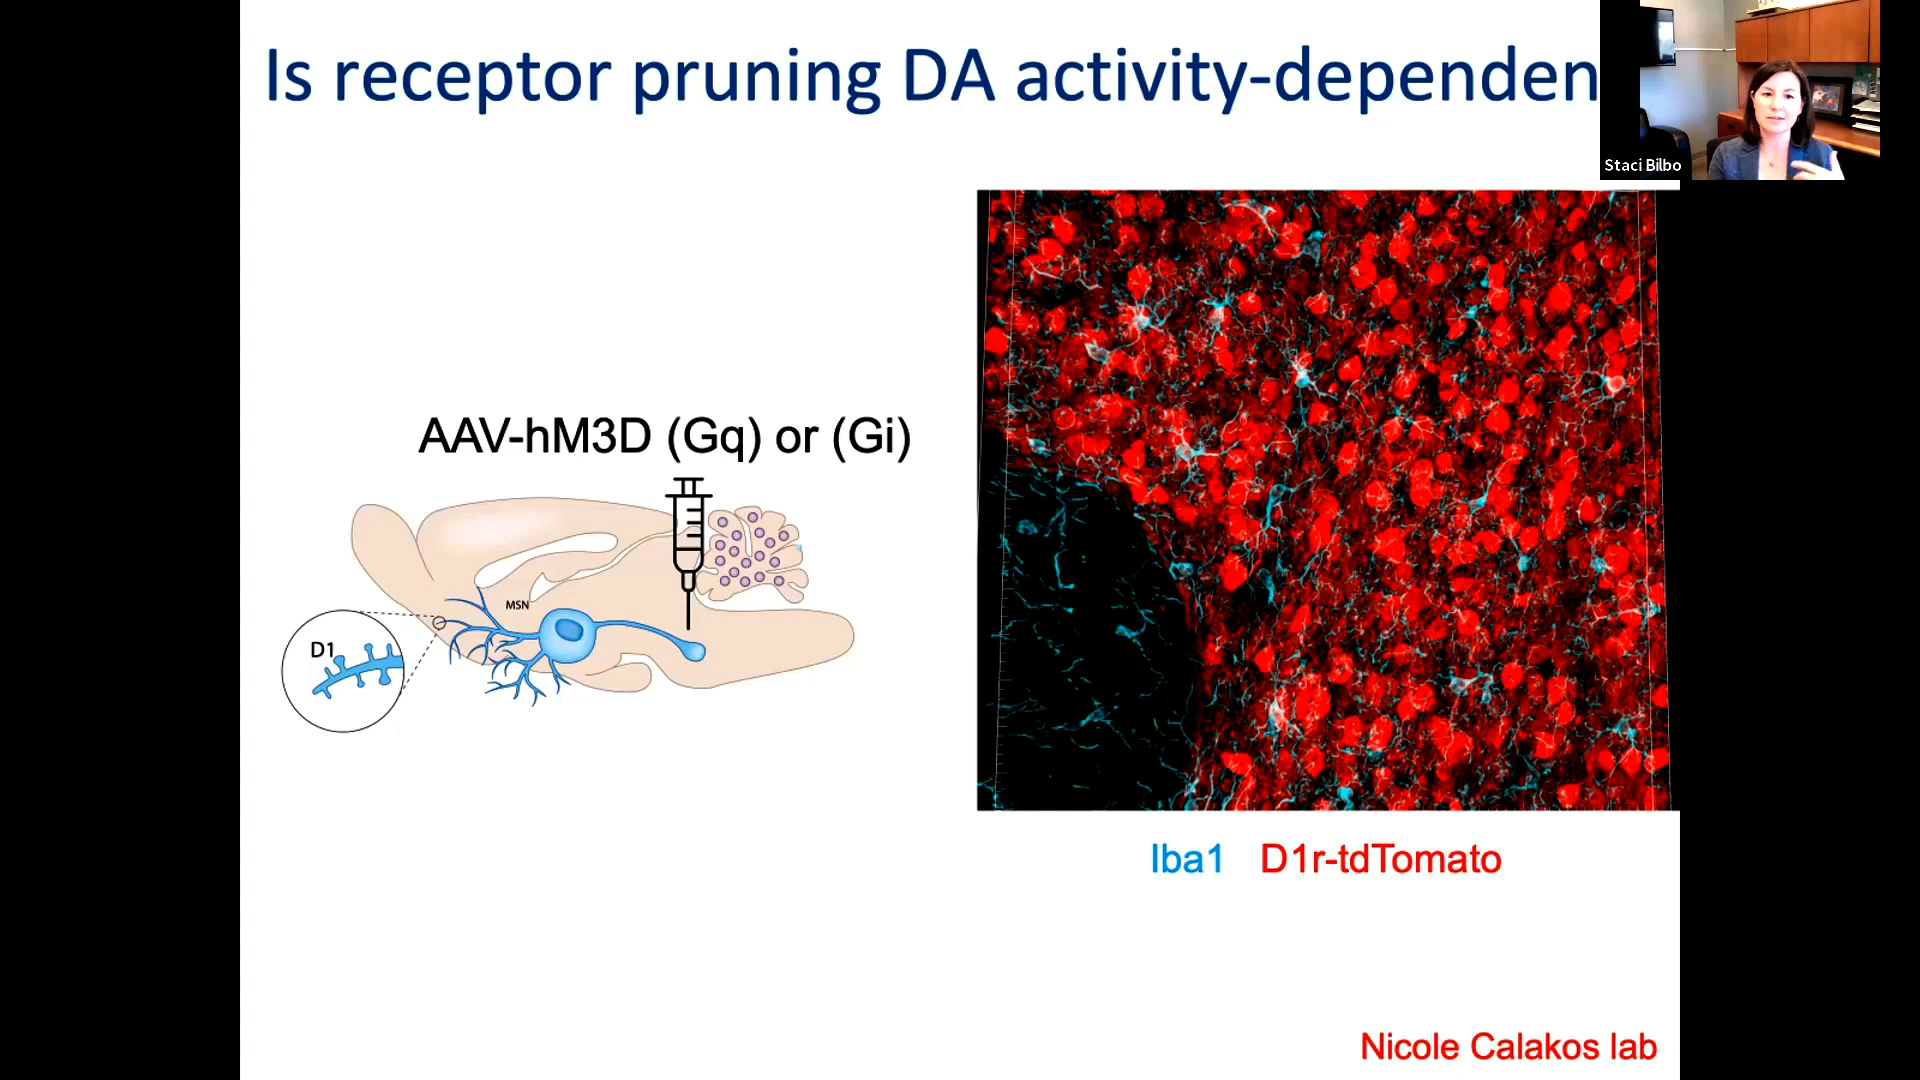 Is receptor pruning DA activity-dependen
Staci Bilbo
AAV-hM3D (Gq) or (Gi)
MSN
D1
Iba1 D1r-tdTomato
Nicole Calakos lab